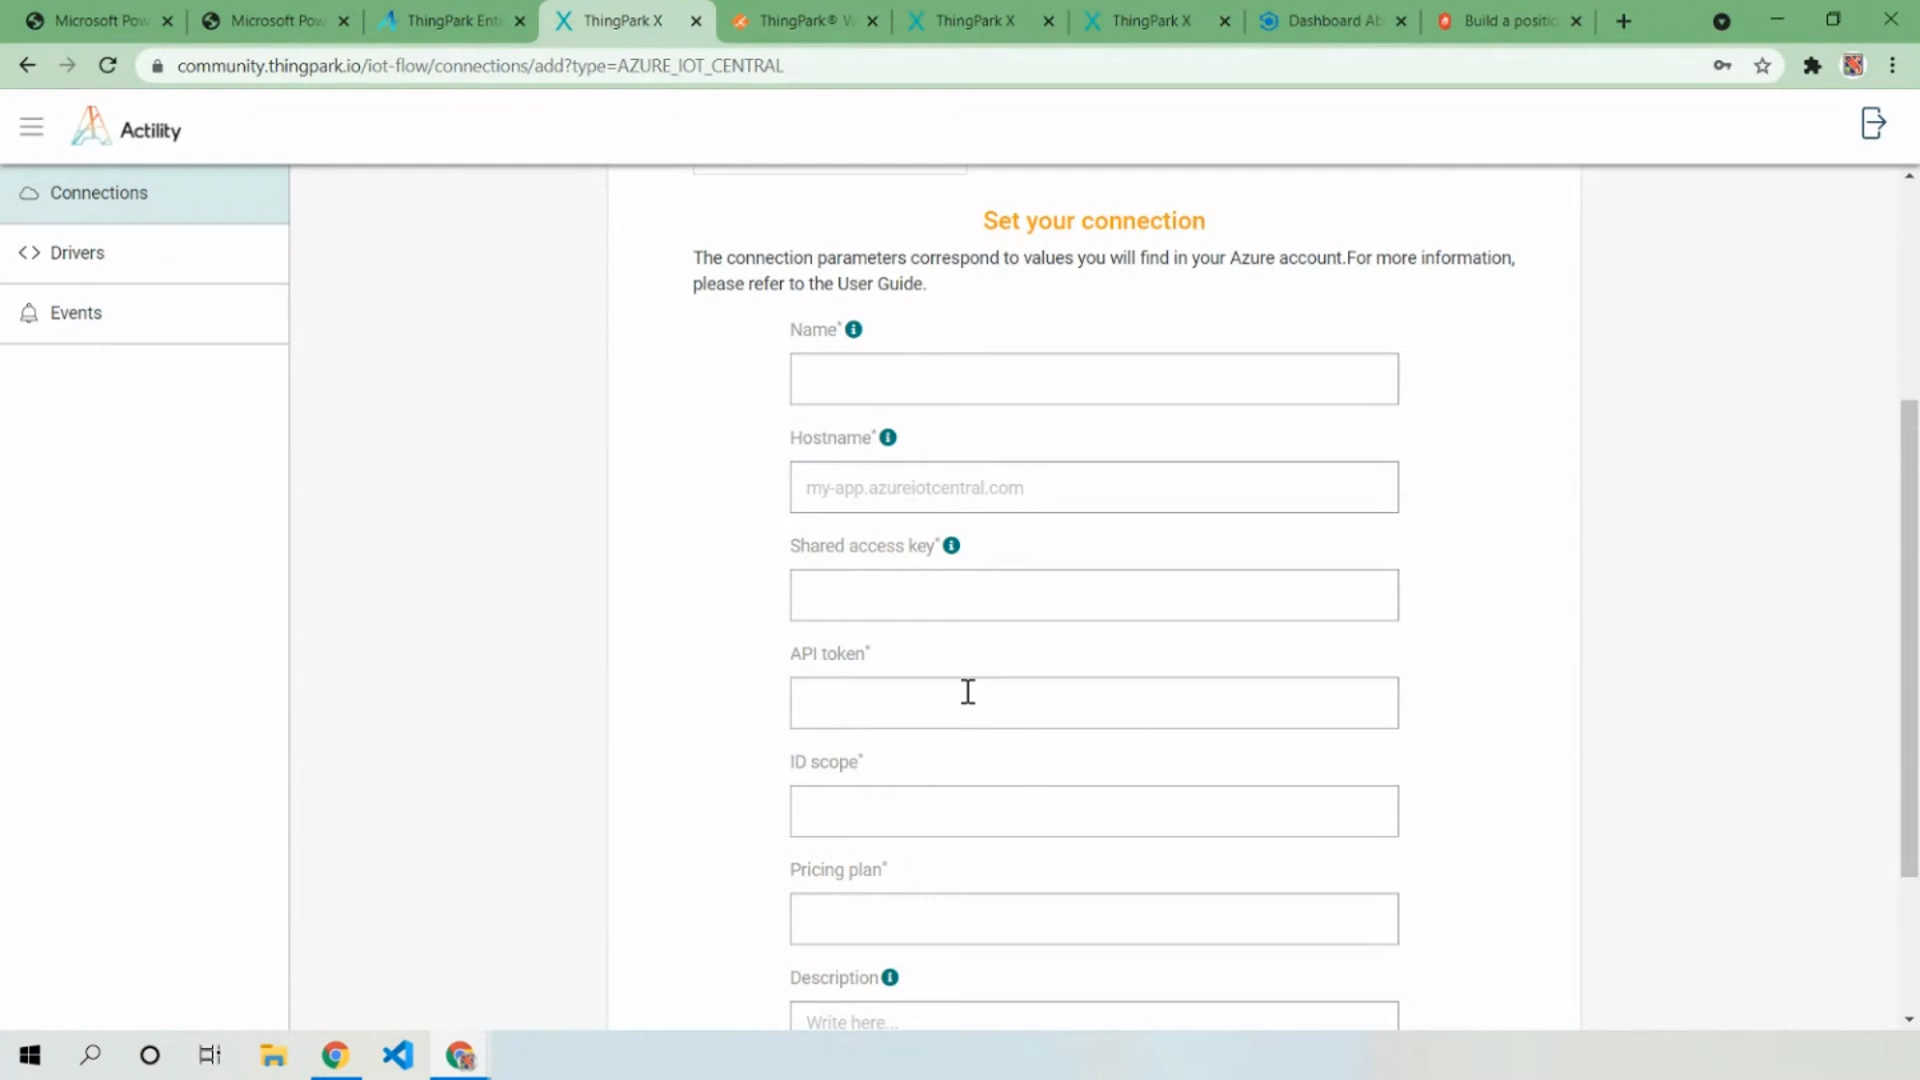 Microsoft Pow
Microsoft Pow
ThingPark Ent
ThingPark X
ThingPark® W
ThingPark X
ThingPark X
Dashboard Ab
Build a positio
community.thingpark.io/iot-flow/connections/add?type=AZURE_IOT_CENTRAL
Actility
Connections
Drivers
Events
Set your connection
The connection parameters correspond to values you will find in your Azure account.For more information,
please refer to the User Guide.
Name*
Hostname*
my-app.azureiotcentral.com
Shared access key*
API token*
ID scope*
Pricing plan*
Description
Write here...